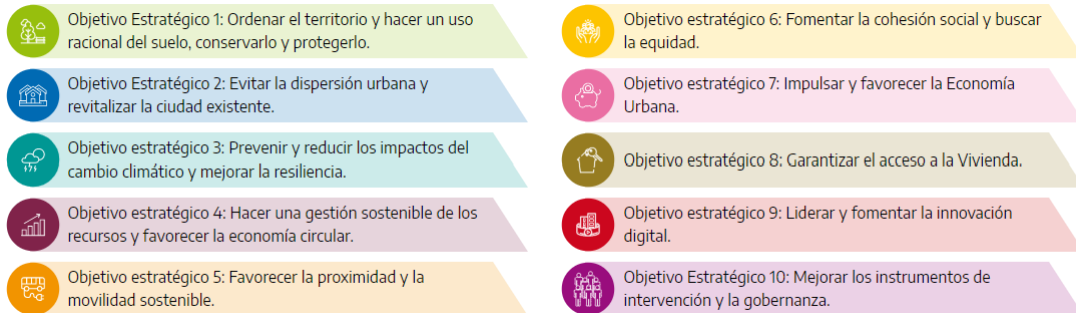 Objetivo Estratégico 1: Ordenar el territorio y hacer un uso
racional del suelo, conservarlo y protegerlo.
Objetivo Estratégico 2: Evitar la dispersión urbana y
revitalizar la ciudad existente.
Objetivo estratégico 3: Prevenir y reducir los impactos del
cambio climático y mejorar la resiliencia.
Objetivo estratégico 4: Hacer una gestión sostenible de los
recursos y favorecer la economía circular.
Objetivo estratégico 5: Favorecer la proximidad y la
movilidad sostenible.
Objetivo estratégico 6: Fomentar la cohesión social y buscar
la equidad.
Objetivo estratégico 7: Impulsar y favorecer la Economía
Urbana.
Objetivo estratégico 8: Garantizar el acceso a la Vivienda.
Objetivo estratégico 9: Liderar y fomentar la innovación
digital.
Objetivo Estratégico 10: Mejorar los instrumentos de
intervención y la gobernanza.